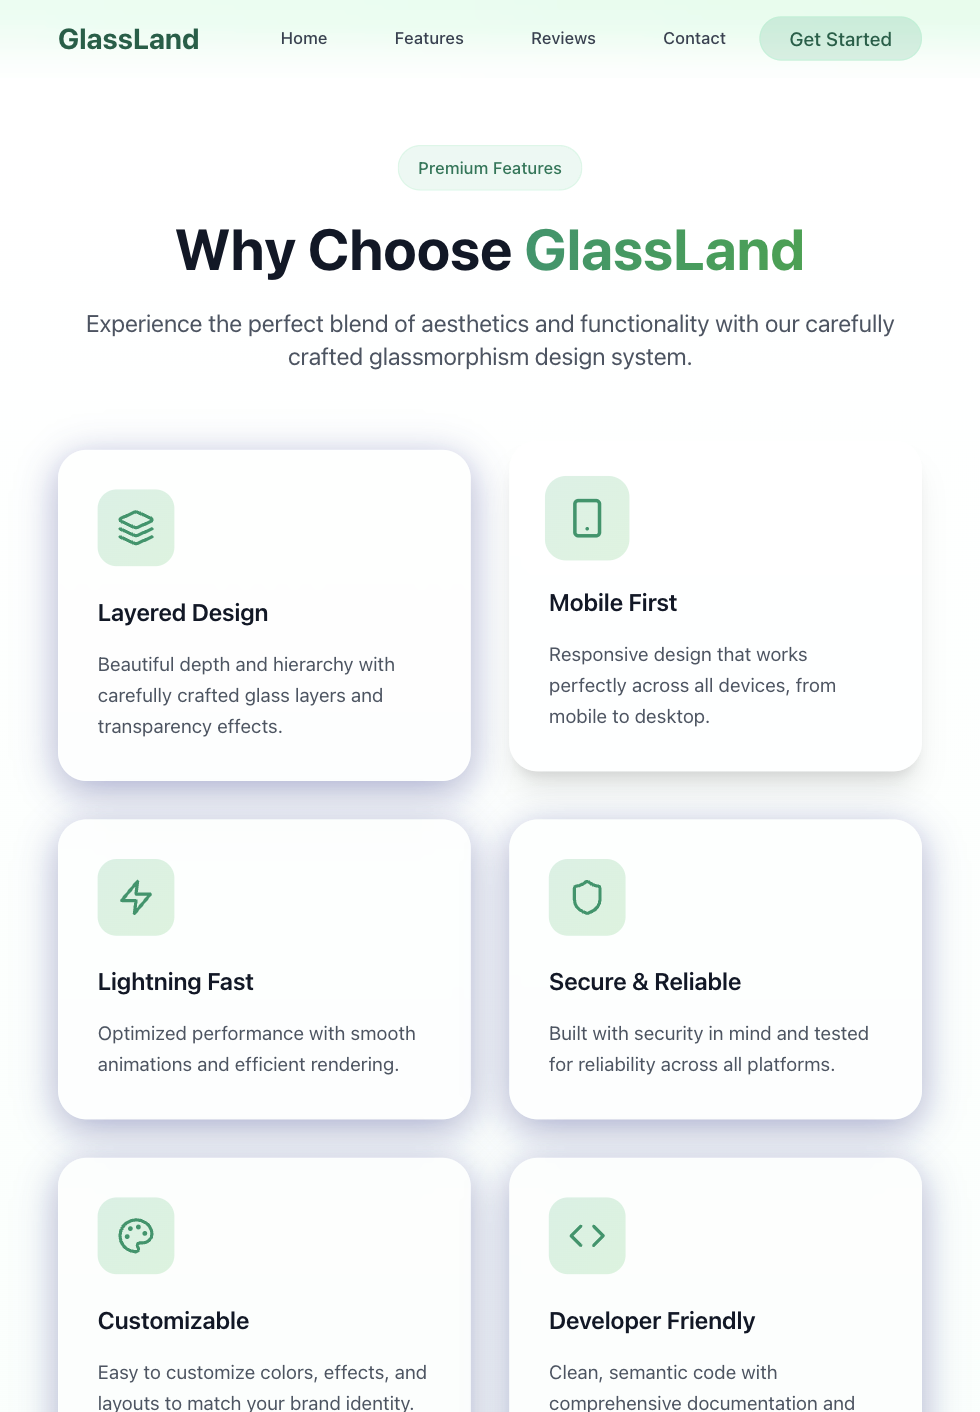 GlassLand
Home
Features
Reviews
Contact
Get Started
Premium Features
Why Choose GlassLand
Experience the perfect blend of aesthetics and functionality with our carefully
crafted glassmorphism design system.
Layered Design
Beautiful depth and hierarchy with
carefully crafted glass layers and
transparency effects.
Mobile First
Responsive design that works
perfectly across all devices, from
mobile to desktop.
Lightning Fast
Optimized performance with smooth
animations and efficient rendering.
Secure & Reliable
Built with security in mind and tested
for reliability across all platforms.
Customizable
Easy to customize colors, effects, and
layouts to match your brand identity.
Developer Friendly
Clean, semantic code with
comprehensive documentation and